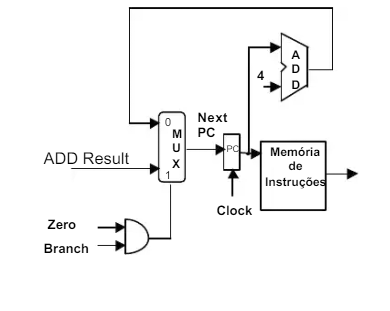 A
D
D
4
0
M
U
X
1
Next
PC
ADD Result
PC
Memória
de
Instruções
Clock
Zero
Branch